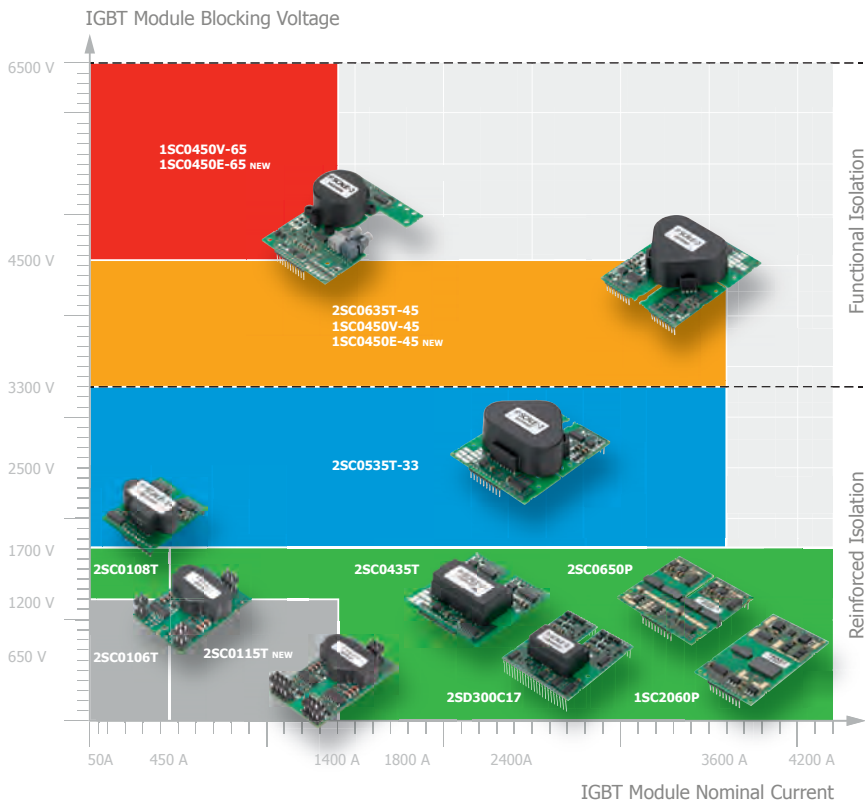 IGBT Module Blocking Voltage
6500 V
1SC0450V-65
1SC0450E-65 NEW
Functional Isolation
4500 V
2SC0635T-45
1SC0450V-45
1SC0450E-45 NEW
3300 V
2SC0535T-33
2500 V
Reinforced Isolation
1700 V
2SC0108T
2SC0435T
2SC0650P
1200 V
650 V
2SC0106T
2SC0115T NEW
2SD300C17
1SC2060P
50A
450 A
1400 A
1800 A
2400A
3600 A
4200 A
IGBT Module Nominal Current